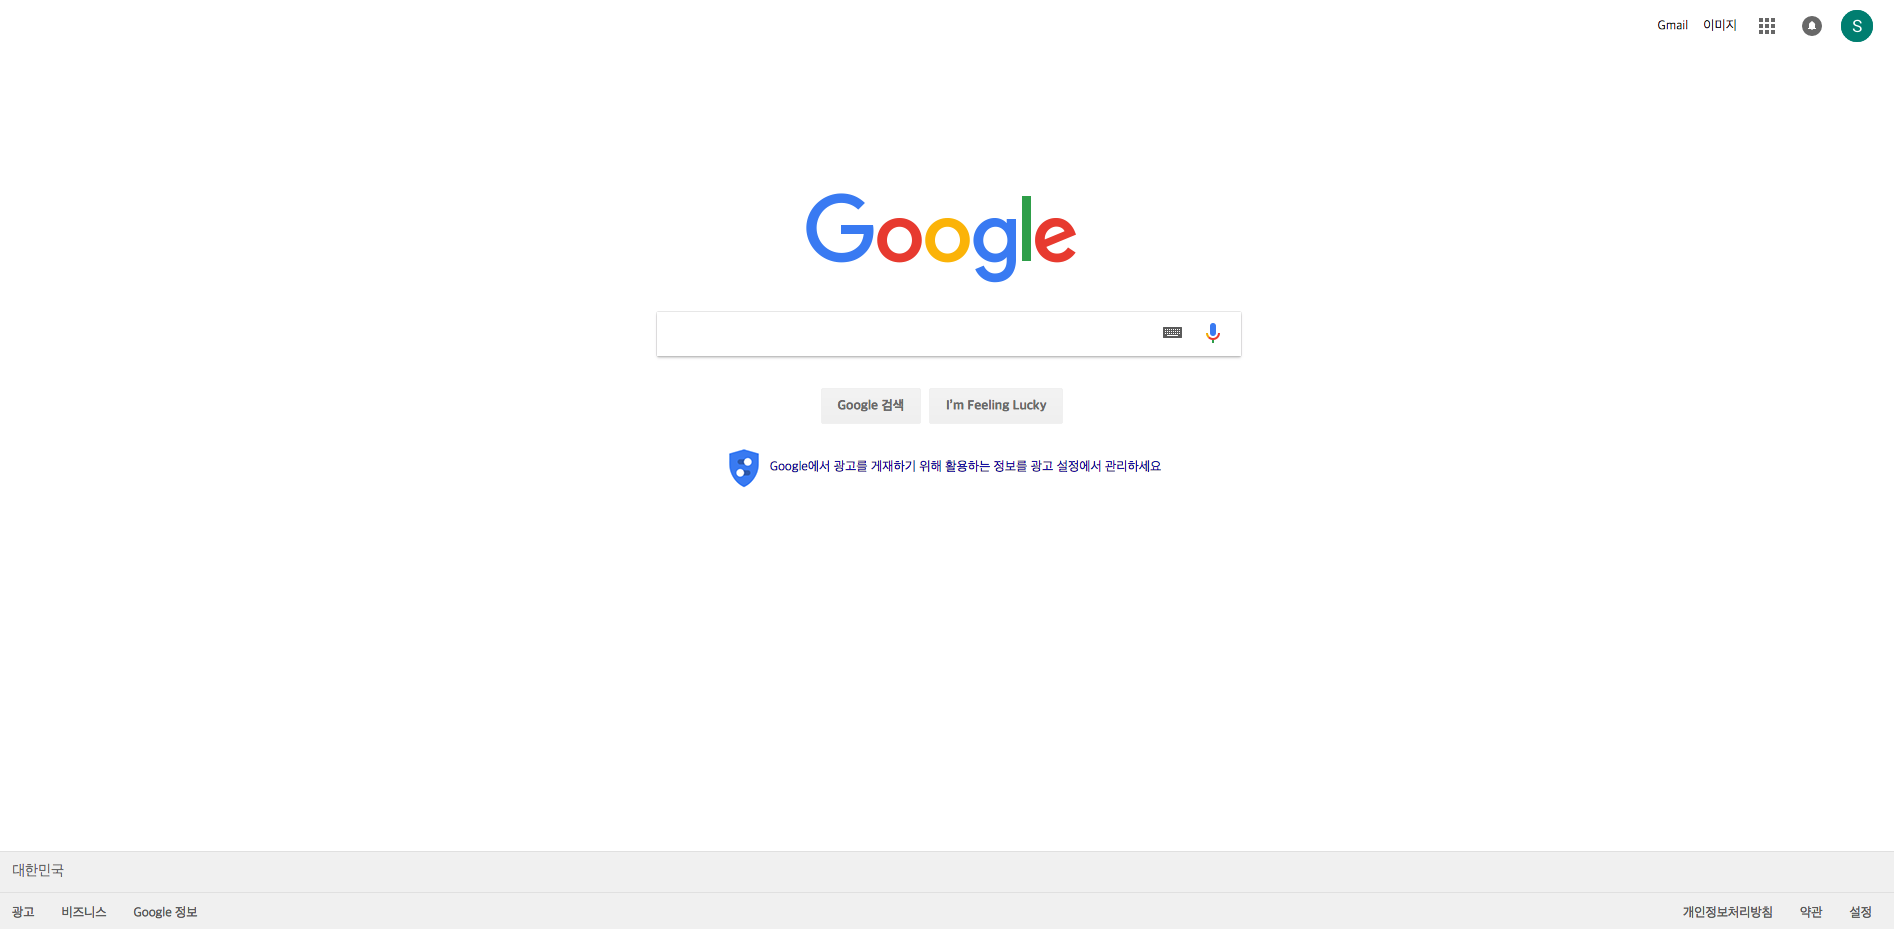 Gmail 이미지 S
Google
Google 검색 I'm Feeling Lucky
Google에서 광고를 게재하기 위해 활용하는 정보를 광고 설정에서 관리하세요
대한민국
광고 비즈니스 Google 정보 개인정보처리방침 약관 설정